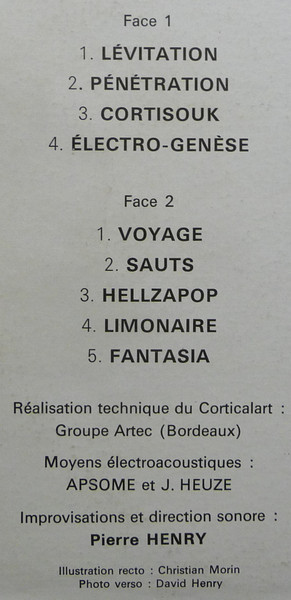 Face 1
1. LÉVITATION
2. PÉNÉTRATION
3. CORTISOUK
4. ÉLECTRO-GENÈSE
Face 2
1. VOYAGE
2. SAUTS
3. HELLZAPOP
4. LIMONAIRE
5. FANTASIA
Réalisation technique du Corticalart :
Groupe Artec (Bordeaux)
Moyens électroacoustiques :
APSOME et J. HEUZE
Improvisations et direction sonore :
Pierre HENRY
Illustration recto : Christian Morin
Photo verso : David Henry